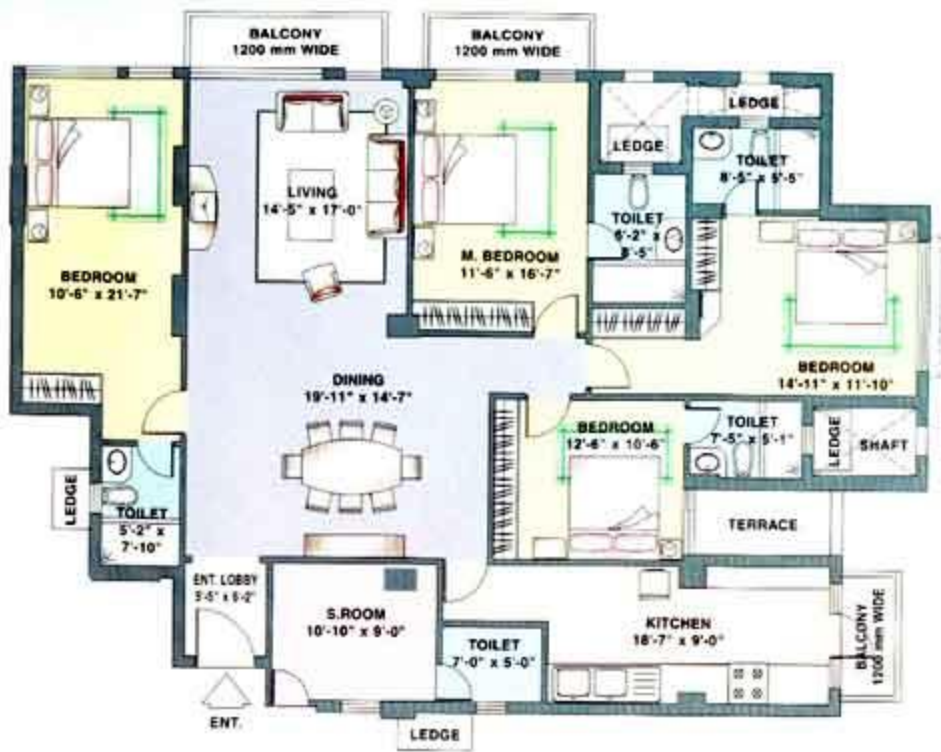 BALCONY
1200 mm WIDE
BALCONY
1200 mm WIDE
LEDGE
LEDGE
TOILET
8'-5" x 5'-5"
LIVING
14'-5" x 17'-0"
TOILET
6'-2" x
8'-5"
M. BEDROOM
11'-6" x 16'-7"
BEDROOM
10'-6" x 21'-7"
BEDROOM
14'-11" x 11'-10"
DINING
19'-11" x 14'-7"
BEDROOM
12'-6" x 10'-6"
TOILET
7'-5" x 5'-1"
LEDGE
SHAFT
LEDGE
TOILET
5'-2" x
7'-10"
TERRACE
ENT. LOBBY
S.ROOM
10'-10" x 9'-0"
KITCHEN
18'-7" x 9'-0"
BALCONY
1200 mm WIDE
TOILET
7'-0" x 5'-0"
ENT.
LEDGE